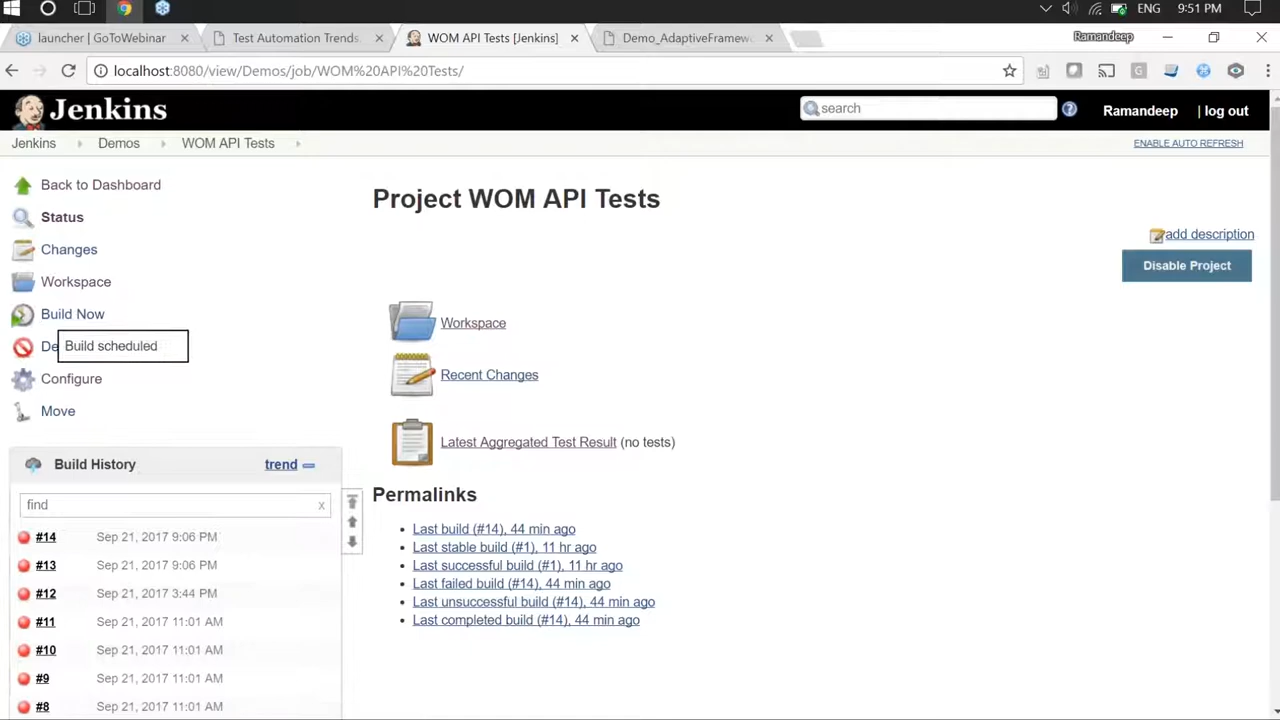 ENG 9:51 PM
launcher | GoToWebinar
Test Automation Trends.
WOM API Tests [Jenkins]
Demo_AdaptiveFramew
Ramandeep
localhost:8080/view/Demos/job/WOM%20API%20Tests/
Jenkins
search
Ramandeep | log out
Jenkins Demos WOM API Tests
ENABLE AUTO REFRESH
Back to Dashboard
Status
Changes
Workspace
Build Now
De
Build scheduled
Configure
Move
Build History trend
find x
#14 Sep 21, 2017 9:06 PM
#13 Sep 21, 2017 9:06 PM
#12 Sep 21, 2017 3:44 PM
#11 Sep 21, 2017 11:01 AM
#10 Sep 21, 2017 11:01 AM
#9 Sep 21, 2017 11:01 AM
#8 Sep 21, 2017 11:01 AM
Project WOM API Tests
add description
Disable Project
Workspace
Recent Changes
Latest Aggregated Test Result (no tests)
Permalinks
Last build (#14), 44 min ago
Last stable build (#1), 11 hr ago
Last successful build (#1), 11 hr ago
Last failed build (#14), 44 min ago
Last unsuccessful build (#14), 44 min ago
Last completed build (#14), 44 min ago